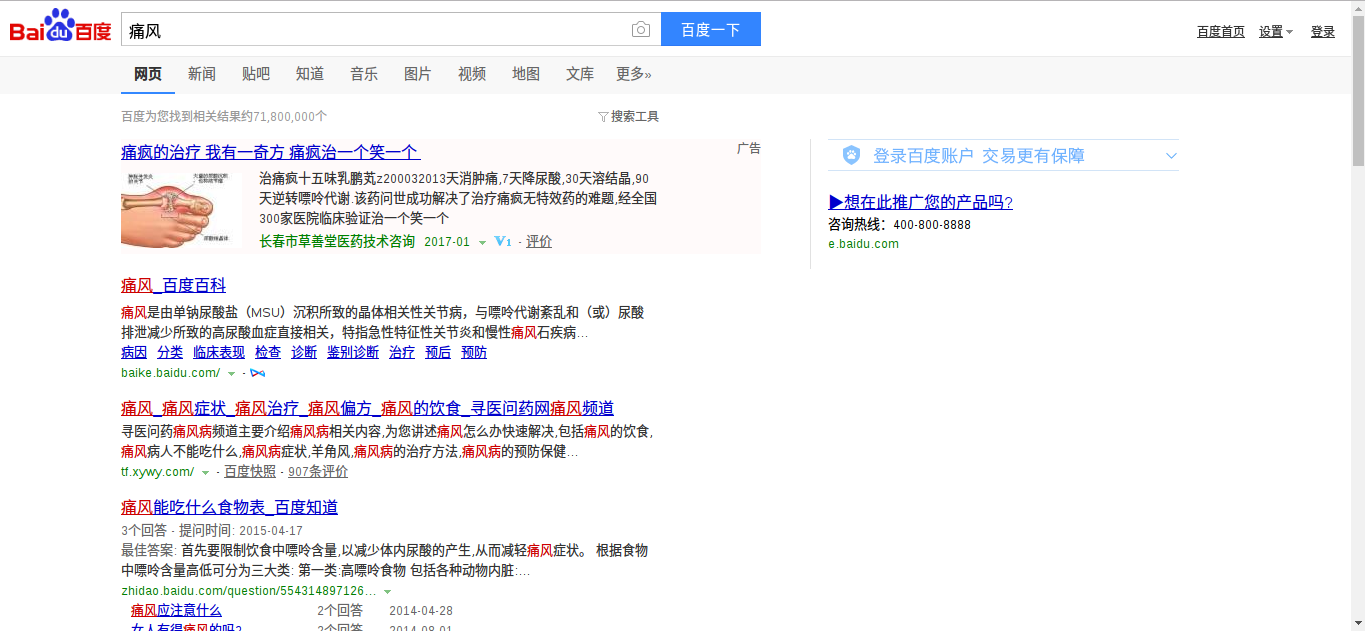 Bai du 百度
痛风
百度一下
百度首页 设置 登录
网页 新闻 贴吧 知道 音乐 图片 视频 地图 文库 更多»
百度为您找到相关结果约71,800,000个
搜索工具
痛疯的治疗 我有一奇方 痛疯治一个笑一个
广告
治痛疯十五味乳鹏芄z200032013天消肿痛,7天降尿酸,30天溶结晶,90
天逆转嘌呤代谢.该药问世成功解决了治疗痛疯无特效药的难题,经全国
300家医院临床验证治一个笑一个
长春市草善堂医药技术咨询 2017-01 V1 - 评价
痛风_百度百科
痛风是由单钠尿酸盐（MSU）沉积所致的晶体相关性关节病，与嘌呤代谢紊乱和（或）尿酸
排泄减少所致的高尿酸血症直接相关，特指急性特征性关节炎和慢性痛风石疾病...
病因 分类 临床表现 检查 诊断 鉴别诊断 治疗 预后 预防
baike.baidu.com/ -
痛风_痛风症状_痛风治疗_痛风偏方_痛风的饮食_寻医问药网痛风频道
寻医问药痛风病频道主要介绍痛风病相关内容,为您讲述痛风怎么办快速解决,包括痛风的饮食,
痛风病人不能吃什么,痛风病症状,羊角风,痛风病的治疗方法,痛风病的预防保健...
tf.xywy.com/ - 百度快照 - 907条评价
痛风能吃什么食物表_百度知道
3个回答 - 提问时间: 2015-04-17
最佳答案: 首先要限制饮食中嘌呤含量,以减少体内尿酸的产生,从而减轻痛风症状。 根据食物
中嘌呤含量高低可分为三大类: 第一类:高嘌呤食物 包括各种动物内脏:...
zhidao.baidu.com/question/554314897126...
痛风应注意什么 2个回答 2014-04-28
女人有得痛风的吗? 2个回答 2014-08-01
登录百度账户 交易更有保障
▶想在此推广您的产品吗?
咨询热线：400-800-8888
e.baidu.com